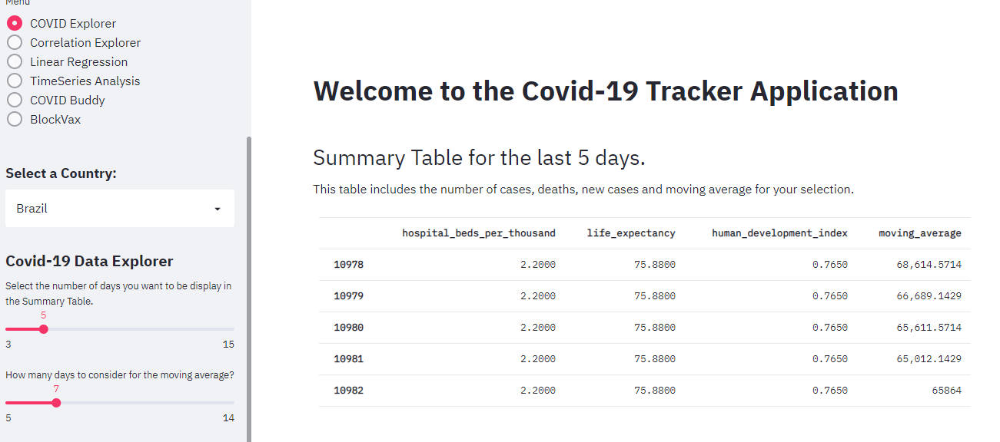 Menu
COVID Explorer
Correlation Explorer
Linear Regression
TimeSeries Analysis
COVID Buddy
BlockVax
Select a Country:
Brazil
Covid-19 Data Explorer
Select the number of days you want to be display in
the Summary Table.
5
3 15
How many days to consider for the moving average?
7
5 14
Welcome to the Covid-19 Tracker Application
Summary Table for the last 5 days.
This table includes the number of cases, deaths, new cases and moving average for your selection.
hospital_beds_per_thousand life_expectancy human_development_index moving_average
10978 2.2000 75.8800 0.7650 68,614.5714
10979 2.2000 75.8800 0.7650 66,689.1429
10980 2.2000 75.8800 0.7650 65,611.5714
10981 2.2000 75.8800 0.7650 65,012.1429
10982 2.2000 75.8800 0.7650 65864